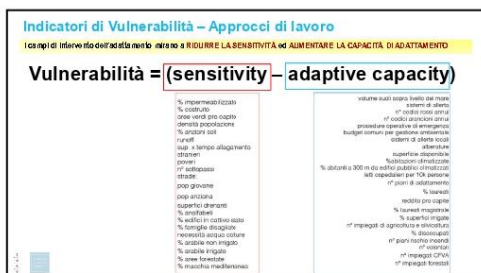 Indicatori di Vulnerabilità – Approcci di lavoro
I campi di intervento dell'adattamento mirano a RIDURRE LA SENSITIVITÀ ed AUMENTARE LA CAPACITÀ DI ADATTAMENTO
Vulnerabilità = (sensitivity – adaptive capacity)
% impermeabilizzato
% costruito
aree verdi pro capite
densità popolazione
% anziani soli
runoff
sup. x tempo allagamento
stranieri
poveri
n° sottopassi
strade:
pop giovane
pop anziana
superfici drenanti
% analfabeti
% edifici in cattivo stato
% famiglie disagiate
necessità acqua colture
% arabile non irrigato
% arabile irrigato
% aree forestate
% macchia mediterranea
volume suoli sopra livello del mare
sistemi di allerta
n° codici rossi annui
n° codici arancioni annui
procedure operative di emergenza
budget comuni per gestione ambientale
sistemi di allerta locali
alberature
superficie disponibile
%abitazioni climatizzate
% abitanti a 300 m da edifici pubblici climatizzati
letti ospedalieri per 10k persone
n° piani di adattamento
% laureati
reddito pro capite
% laureati magistrale
% superfici irrigate
n° impiegati di agricoltura e silvicoltura
% disoccupati
n° piani rischio incendi
n° volontari
n° impiegati CFVA
n° impiegati forestali